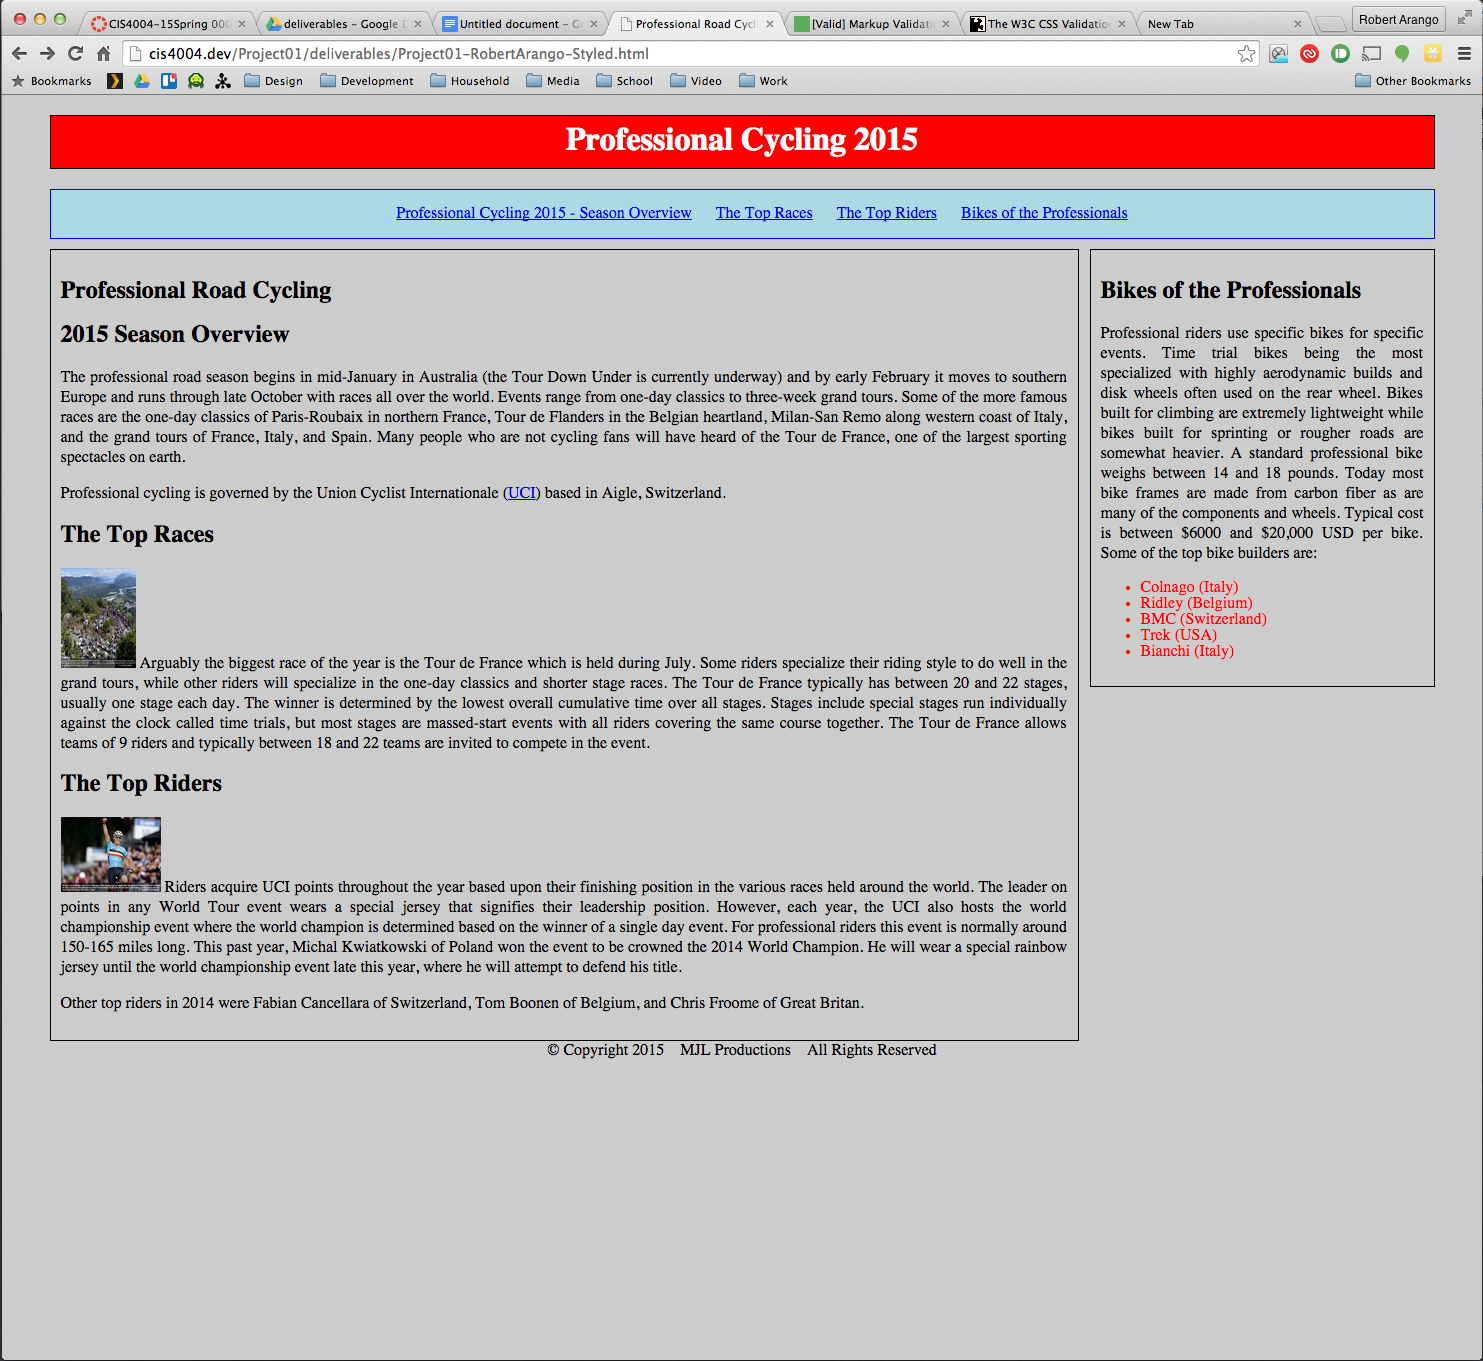 CIS4004-15Spring 000
deliverables - Google D
Untitled document - Go
Professional Road Cycl
[Valid] Markup Validati
The W3C CSS Validatio
New Tab
Robert Arango
cis4004.dev/Project01/deliverables/Project01-RobertArango-Styled.html
Bookmarks Design Development Household Media School Video Work Other Bookmarks
Professional Cycling 2015
Professional Cycling 2015 - Season Overview The Top Races The Top Riders Bikes of the Professionals
Professional Road Cycling
2015 Season Overview
The professional road season begins in mid-January in Australia (the Tour Down Under is currently underway) and by early February it moves to southern
Europe and runs through late October with races all over the world. Events range from one-day classics to three-week grand tours. Some of the more famous
races are the one-day classics of Paris-Roubaix in northern France, Tour de Flanders in the Belgian heartland, Milan-San Remo along western coast of Italy,
and the grand tours of France, Italy, and Spain. Many people who are not cycling fans will have heard of the Tour de France, one of the largest sporting
spectacles on earth.
Professional cycling is governed by the Union Cyclist Internationale (UCI) based in Aigle, Switzerland.
The Top Races
Arguably the biggest race of the year is the Tour de France which is held during July. Some riders specialize their riding style to do well in the
grand tours, while other riders will specialize in the one-day classics and shorter stage races. The Tour de France typically has between 20 and 22 stages,
usually one stage each day. The winner is determined by the lowest overall cumulative time over all stages. Stages include special stages run individually
against the clock called time trials, but most stages are massed-start events with all riders covering the same course together. The Tour de France allows
teams of 9 riders and typically between 18 and 22 teams are invited to compete in the event.
The Top Riders
Riders acquire UCI points throughout the year based upon their finishing position in the various races held around the world. The leader on
points in any World Tour event wears a special jersey that signifies their leadership position. However, each year, the UCI also hosts the world
championship event where the world champion is determined based on the winner of a single day event. For professional riders this event is normally around
150-165 miles long. This past year, Michal Kwiatkowski of Poland won the event to be crowned the 2014 World Champion. He will wear a special rainbow
jersey until the world championship event late this year, where he will attempt to defend his title.
Other top riders in 2014 were Fabian Cancellara of Switzerland, Tom Boonen of Belgium, and Chris Froome of Great Britan.
Bikes of the Professionals
Professional riders use specific bikes for specific
events. Time trial bikes being the most
specialized with highly aerodynamic builds and
disk wheels often used on the rear wheel. Bikes
built for climbing are extremely lightweight while
bikes built for sprinting or rougher roads are
somewhat heavier. A standard professional bike
weighs between 14 and 18 pounds. Today most
bike frames are made from carbon fiber as are
many of the components and wheels. Typical cost
is between $6000 and $20,000 USD per bike.
Some of the top bike builders are:
• Colnago (Italy)
• Ridley (Belgium)
• BMC (Switzerland)
• Trek (USA)
• Bianchi (Italy)
© Copyright 2015 MJL Productions All Rights Reserved